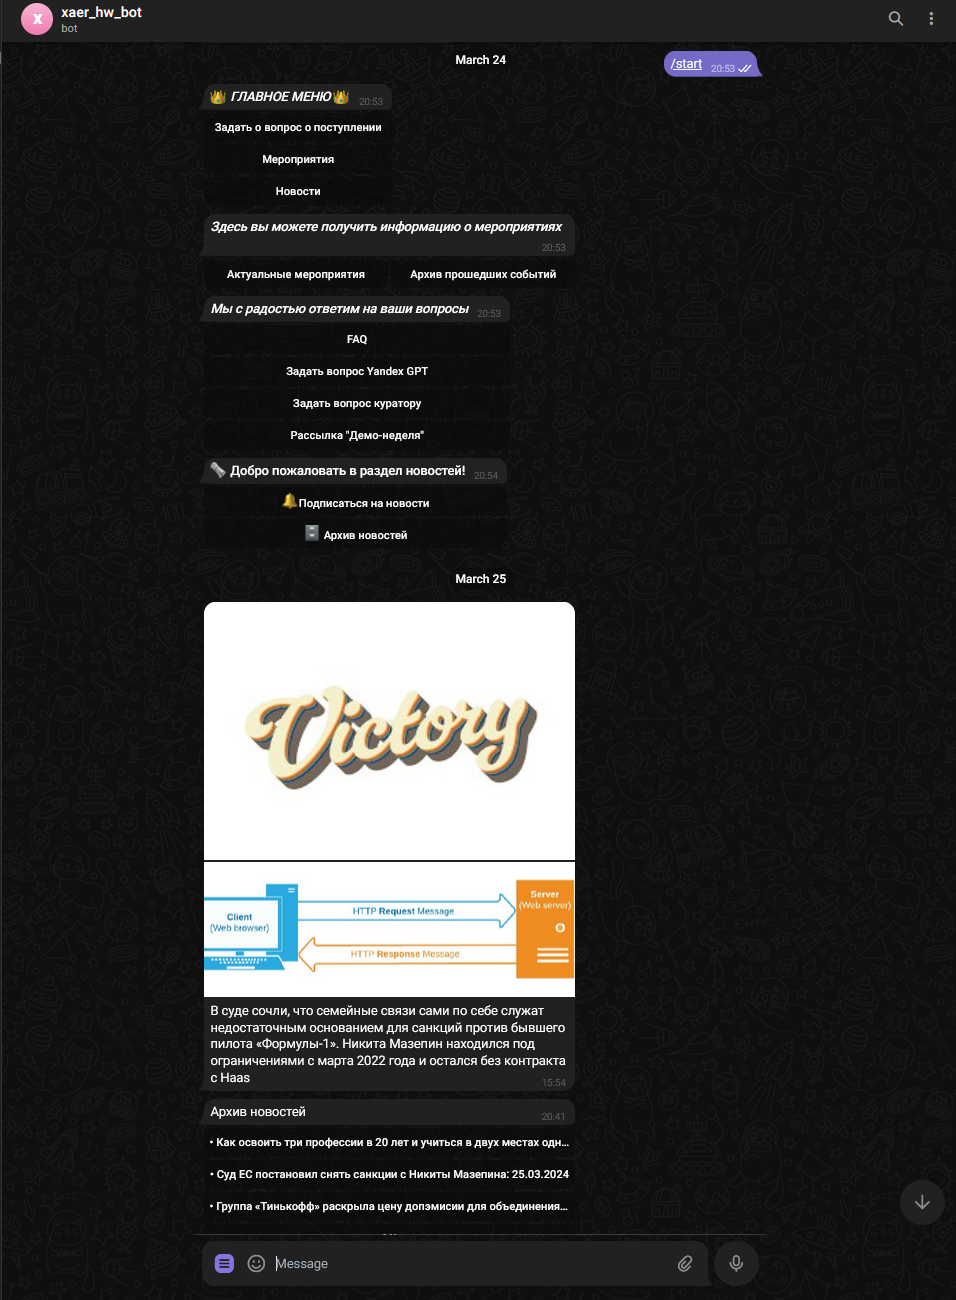 X
xaer_hw_bot
bot
March 24
/start 20:53
ГЛАВНОЕ МЕНЮ 20:53
Задать о вопрос о поступлении
Мероприятия
Новости
Здесь вы можете получить информацию о мероприятиях
20:53
Актуальные мероприятия
Архив прошедших событий
Мы с радостью ответим на ваши вопросы 20:53
FAQ
Задать вопрос Yandex GPT
Задать вопрос куратору
Рассылка "Демо-неделя"
🗞 Добро пожаловать в раздел новостей! 20:54
🔔Подписаться на новости
🗄 Архив новостей
March 25
Victory
Client
(Web browser)
HTTP Request Message
HTTP Response Message
Server
(Web server)
В суде сочли, что семейные связи сами по себе служат
недостаточным основанием для санкций против бывшего
пилота «Формулы-1». Никита Мазепин находился под
ограничениями с марта 2022 года и остался без контракта
с Haas 15:54
Архив новостей 20:41
• Как освоить три профессии в 20 лет и учиться в двух местах одн...
• Суд ЕС постановил снять санкции с Никиты Мазепина: 25.03.2024
• Группа «Тинькофф» раскрыла цену допэмисии для объединения...
Message